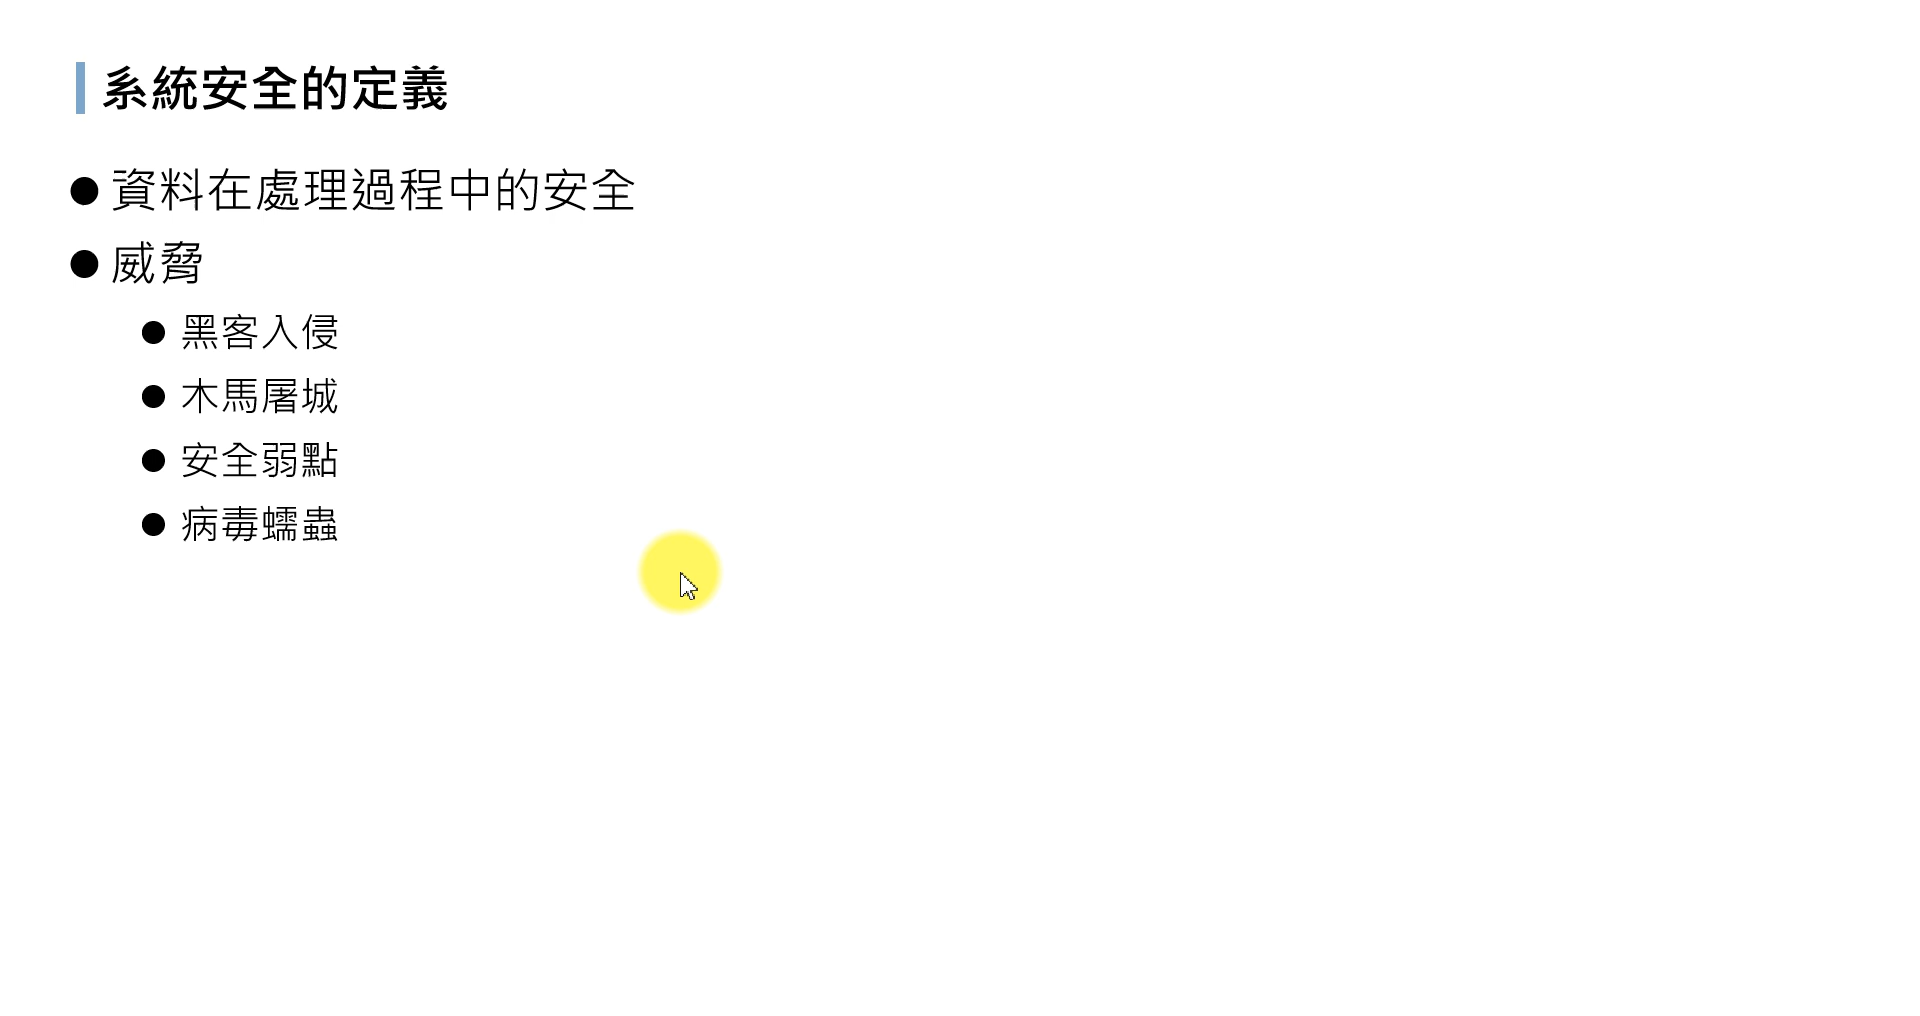 系統安全的定義
● 資料在處理過程中的安全
● 威脅
● 黑客入侵
● 木馬屠城
● 安全弱點
● 病毒蠕蟲